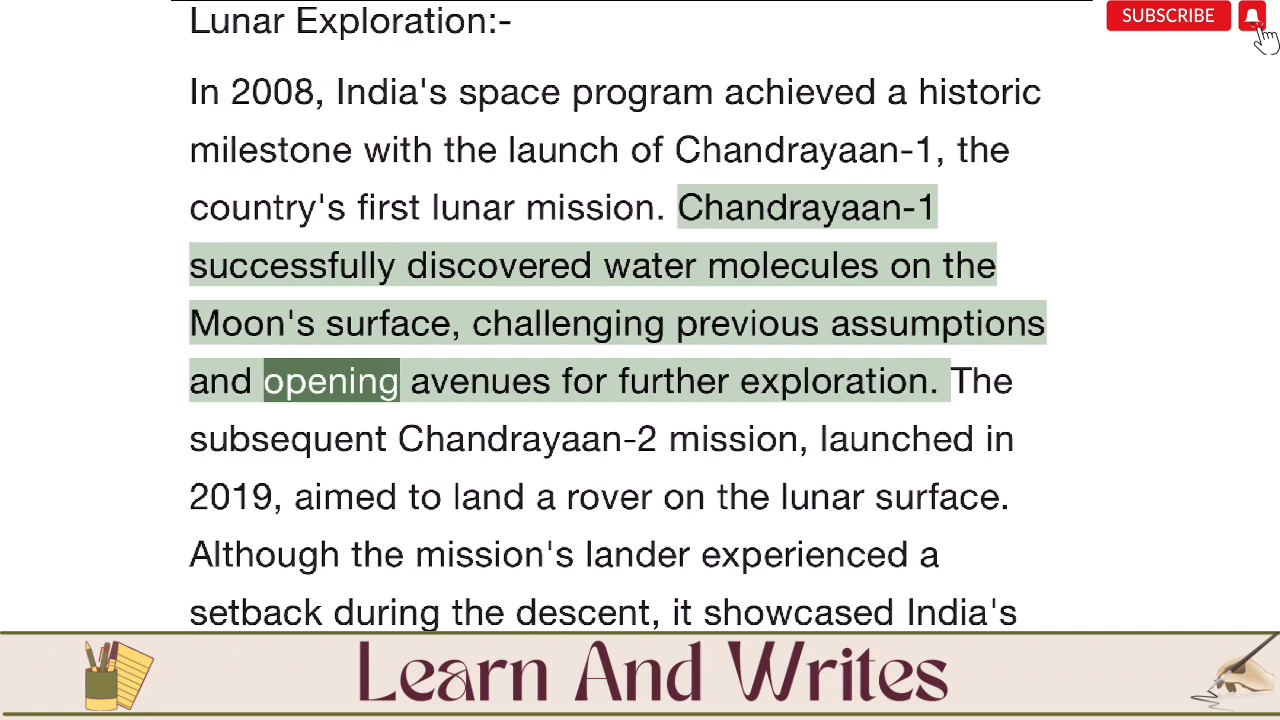 Lunar Exploration:-
SUBSCRIBE
In 2008, India's space program achieved a historic
milestone with the launch of Chandrayaan-1, the
country's first lunar mission. Chandrayaan-1
successfully discovered water molecules on the
Moon's surface, challenging previous assumptions
and opening avenues for further exploration. The
subsequent Chandrayaan-2 mission, launched in
2019, aimed to land a rover on the lunar surface.
Although the mission's lander experienced a
setback during the descent, it showcased India's
Learn And Writes